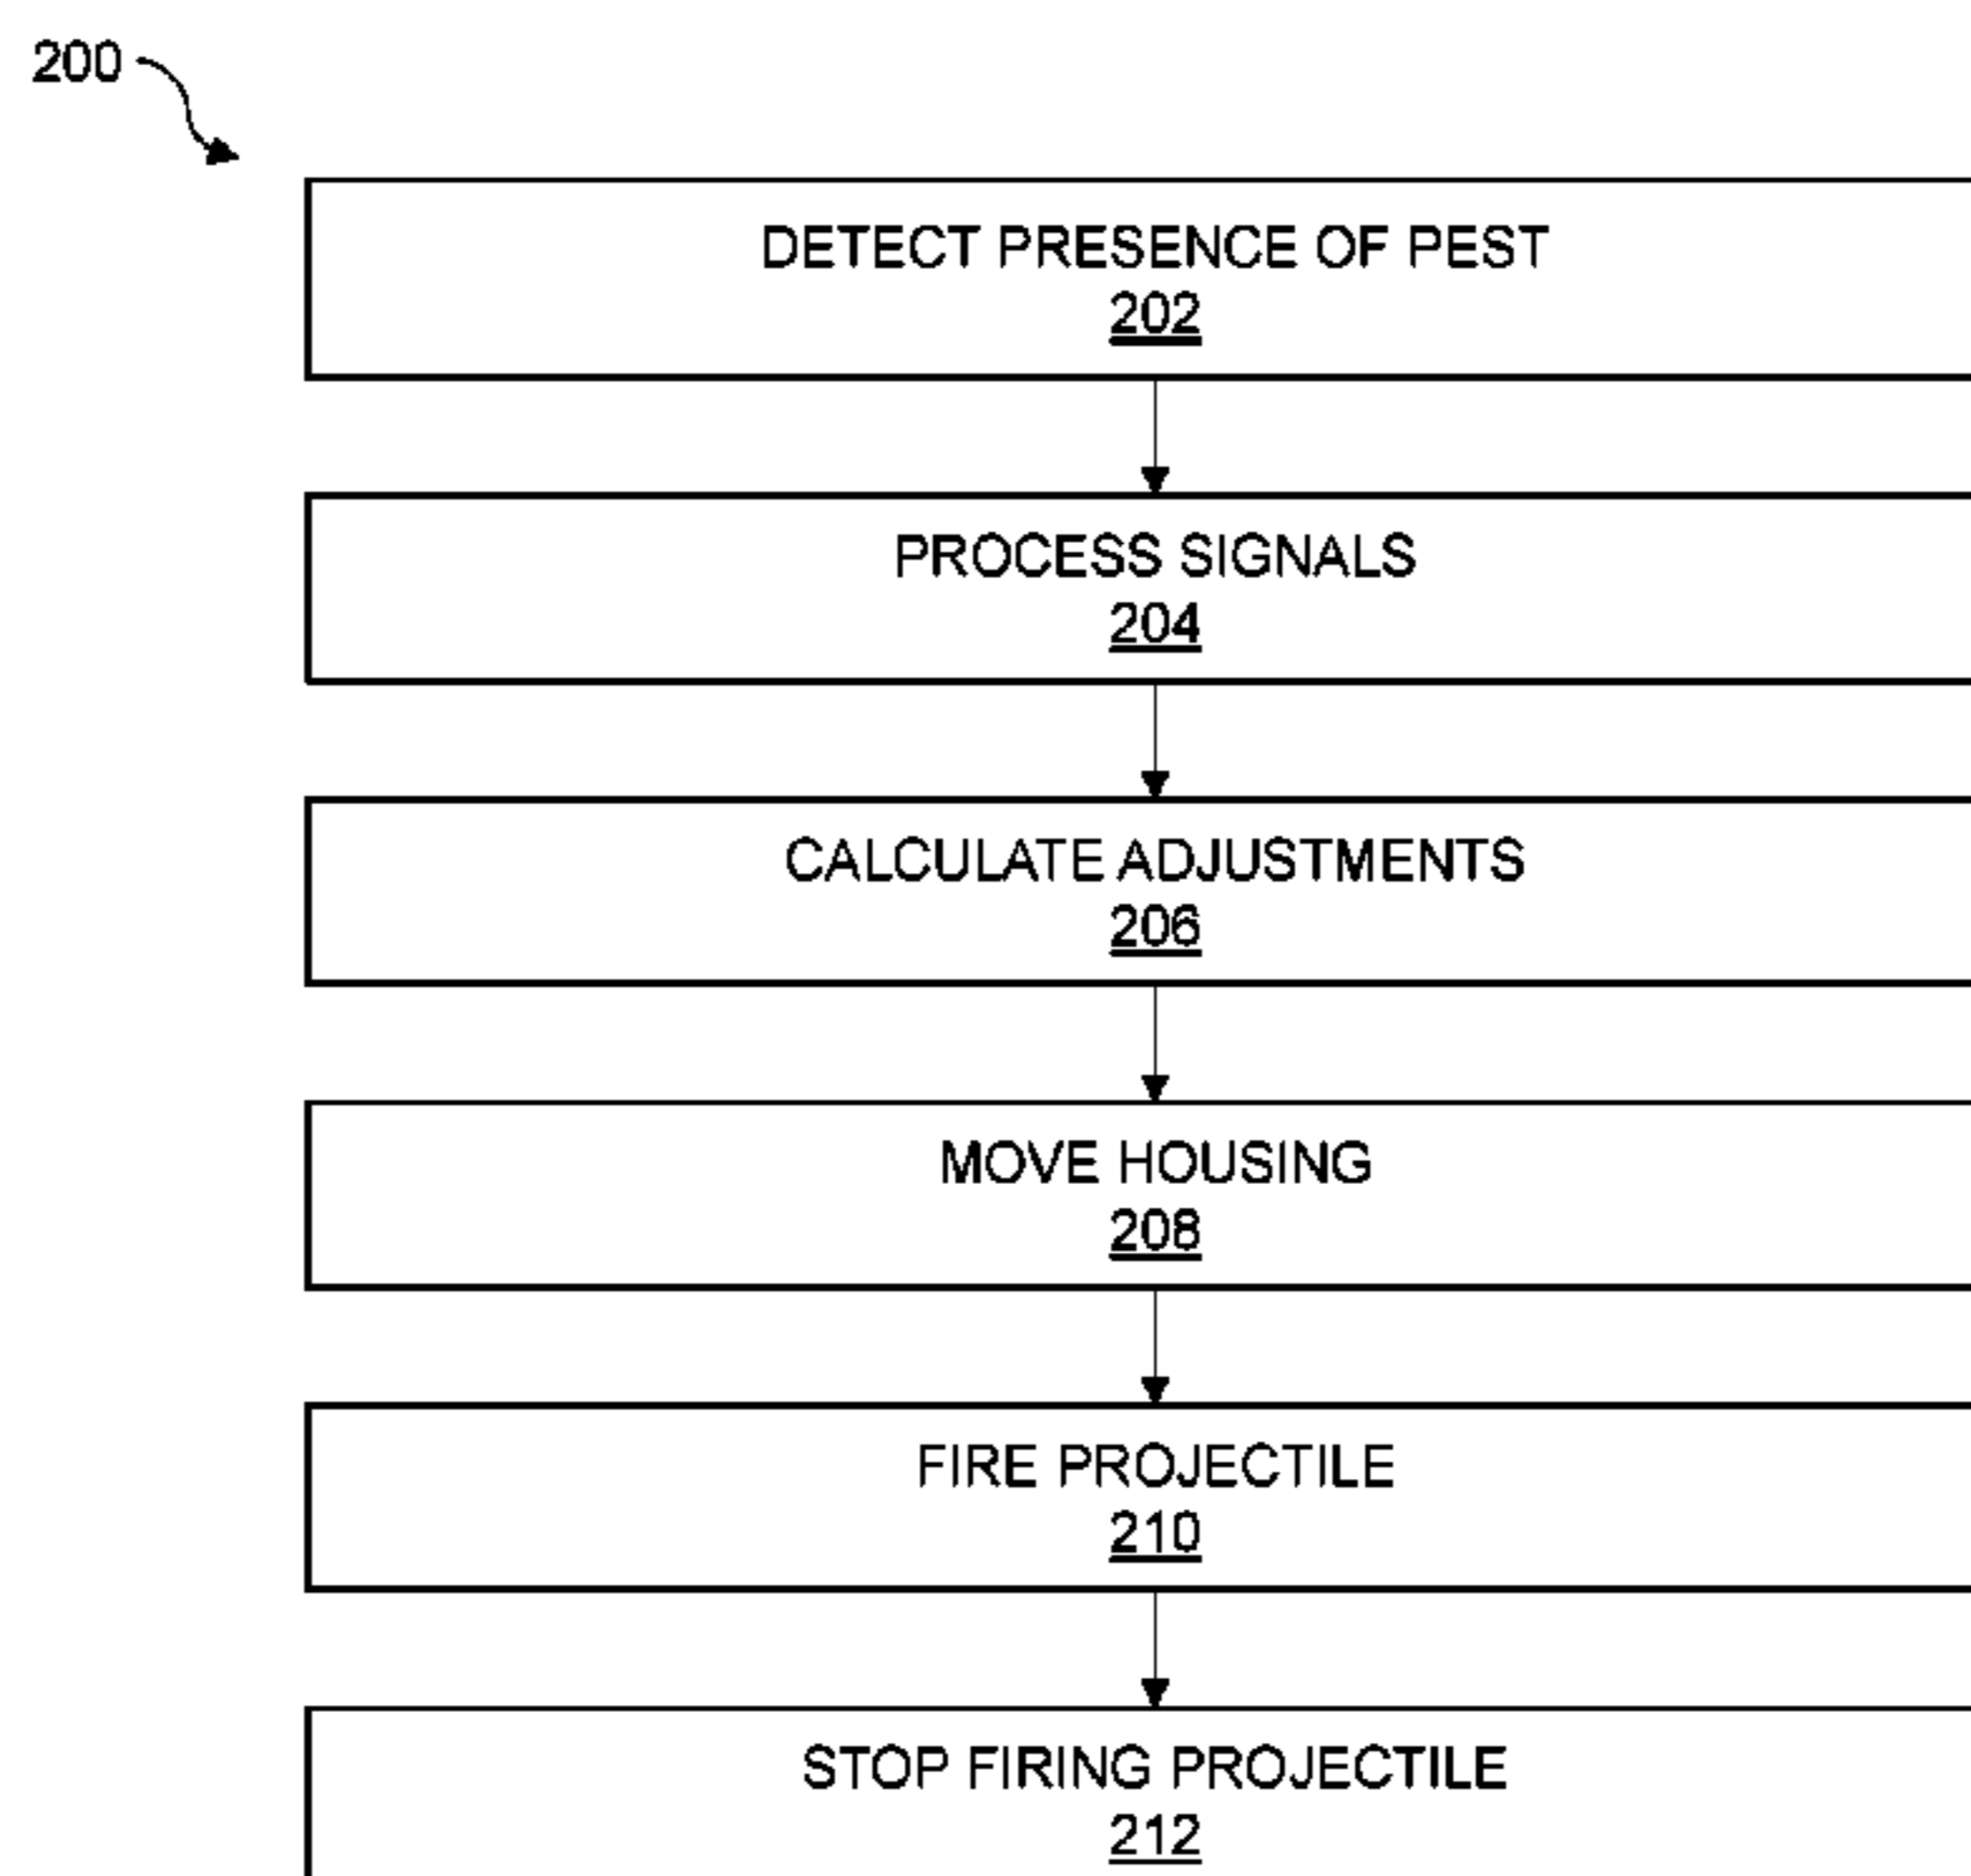 200
DETECT PRESENCE OF PEST
202
PROCESS SIGNALS
204
CALCULATE ADJUSTMENTS
206
MOVE HOUSING
208
FIRE PROJECTILE
210
STOP FIRING PROJECTILE
212